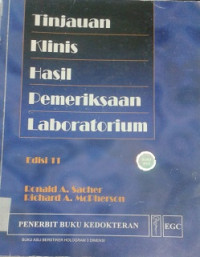 Tinjauan
Klinis
Hasil
Pemeriksaan
Laboratorium
Edisi 11
Ronald A. Sacher
Richard A. McPherson
PENERBIT BUKU KEDOKTERAN
EGC